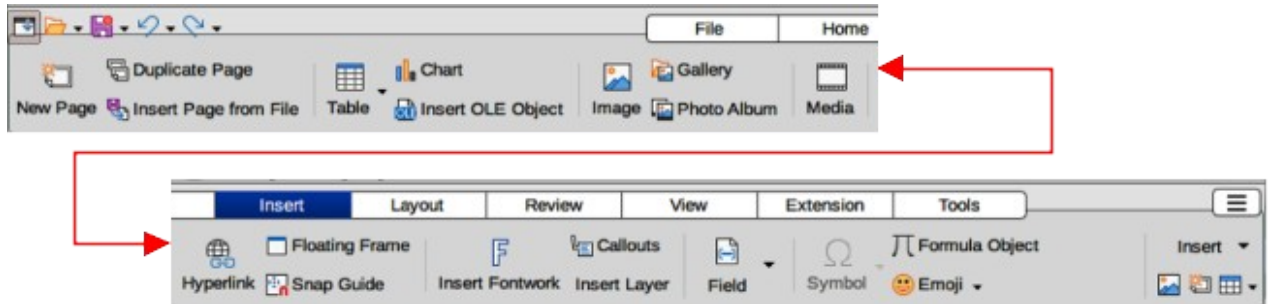 File Home
Duplicate Page Chart Gallery
New Page Insert Page from File Table Insert OLE Object Image Photo Album Media
Insert Layout Review View Extension Tools
Floating Frame Callouts Formula Object Insert
Hyperlink Snap Guide Insert Fontwork Insert Layer Field Symbol Emoji